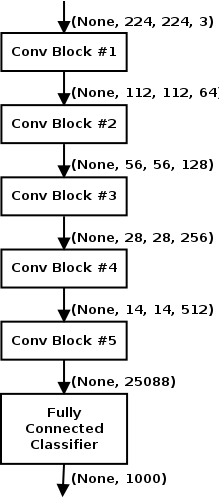 (None, 224, 224, 3)
Conv Block #1
(None, 112, 112, 64)
Conv Block #2
(None, 56, 56, 128)
Conv Block #3
(None, 28, 28, 256)
Conv Block #4
(None, 14, 14, 512)
Conv Block #5
(None, 25088)
Fully
Connected
Classifier
(None, 1000)